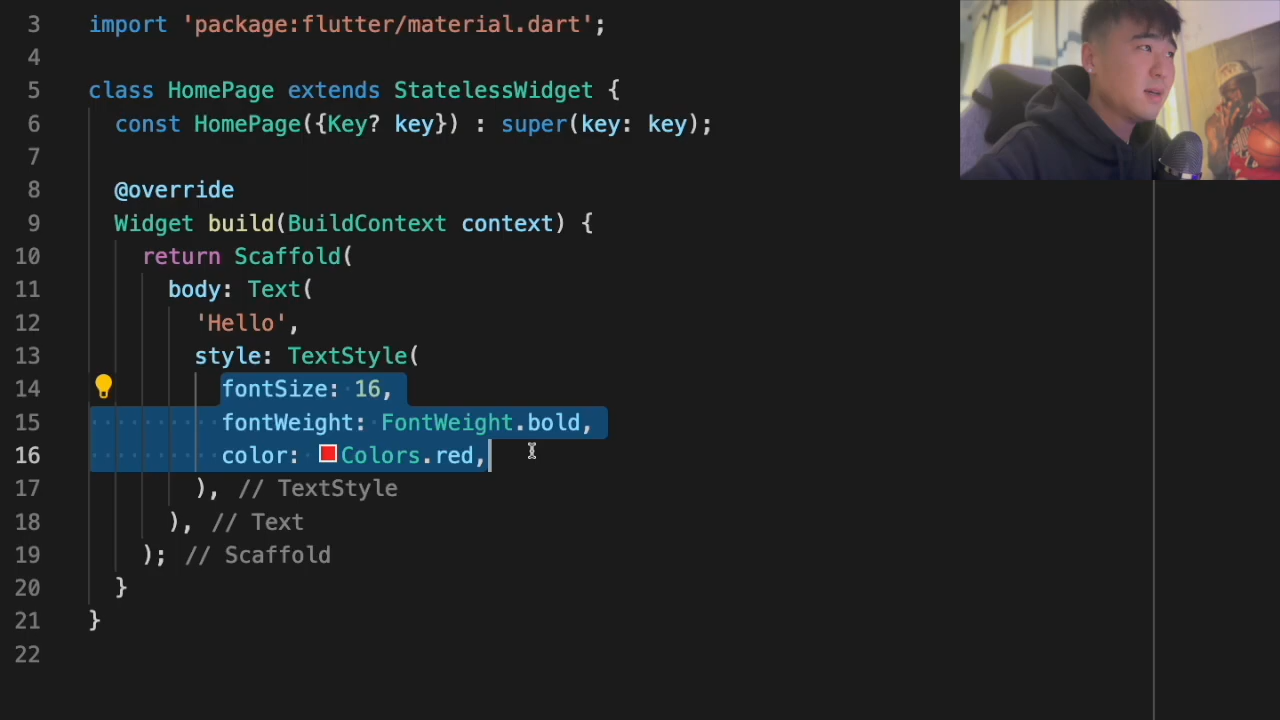 3 import 'package:flutter/material.dart';
4
5 class HomePage extends StatelessWidget {
6 const HomePage({Key? key}) : super(key: key);
7
8 @override
9 Widget build(BuildContext context) {
10 return Scaffold(
11 body: Text(
12 'Hello',
13 style: TextStyle(
14 fontSize: 16,
15 fontWeight: FontWeight.bold,
16 color: Colors.red,
17 ), // TextStyle
18 ), // Text
19 ); // Scaffold
20 }
21 }
22